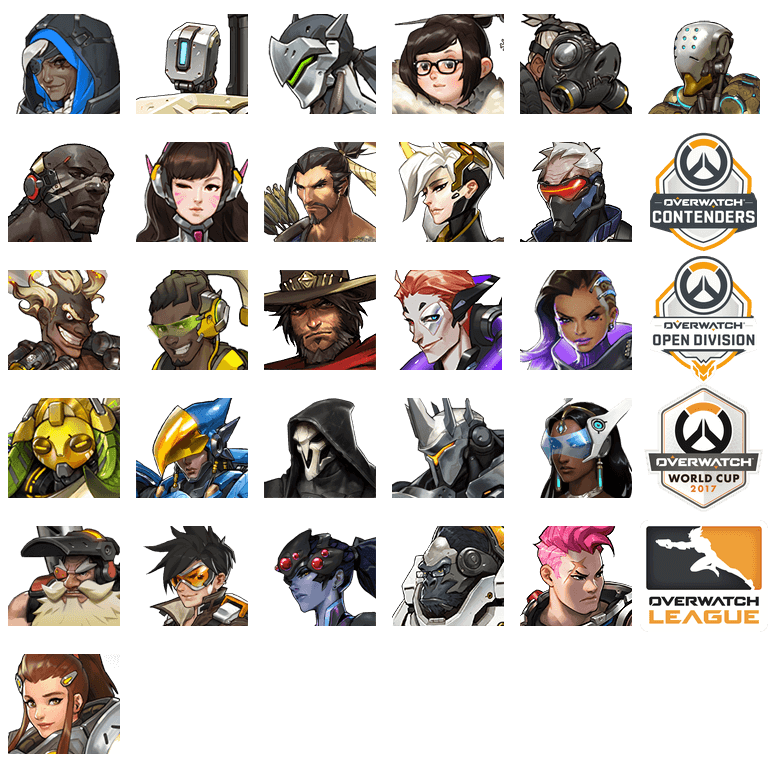 OVERWATCH
CONTENDERS
OVERWATCH
OPEN DIVISION
OVERWATCH
WORLD CUP
2017
OVERWATCH
LEAGUE